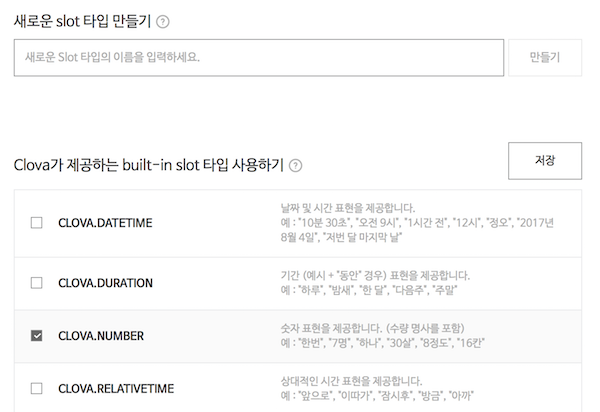 새로운 slot 타입 만들기 ?
새로운 Slot 타입의 이름을 입력하세요.
만들기
Clova가 제공하는 built-in slot 타입 사용하기 ?
저장
CLOVA.DATETIME
날짜 및 시간 표현을 제공합니다.
예 : "10분 30초", "오전 9시", "1시간 전", "12시", "정오", "2017년
8월 4일", "저번 달 마지막 날"
CLOVA.DURATION
기간 (예시 + "동안" 경우) 표현을 제공합니다.
예 : "하루", "밤새", "한 달", "다음주", "주말"
CLOVA.NUMBER
숫자 표현을 제공합니다. (수량 명사를 포함)
예 : "한번", "7명", "하나", "30살", "8정도", "16칸"
CLOVA.RELATIVETIME
상대적인 시간 표현을 제공합니다.
예 : "앞으로", "이따가", "잠시후", "방금", "아까"